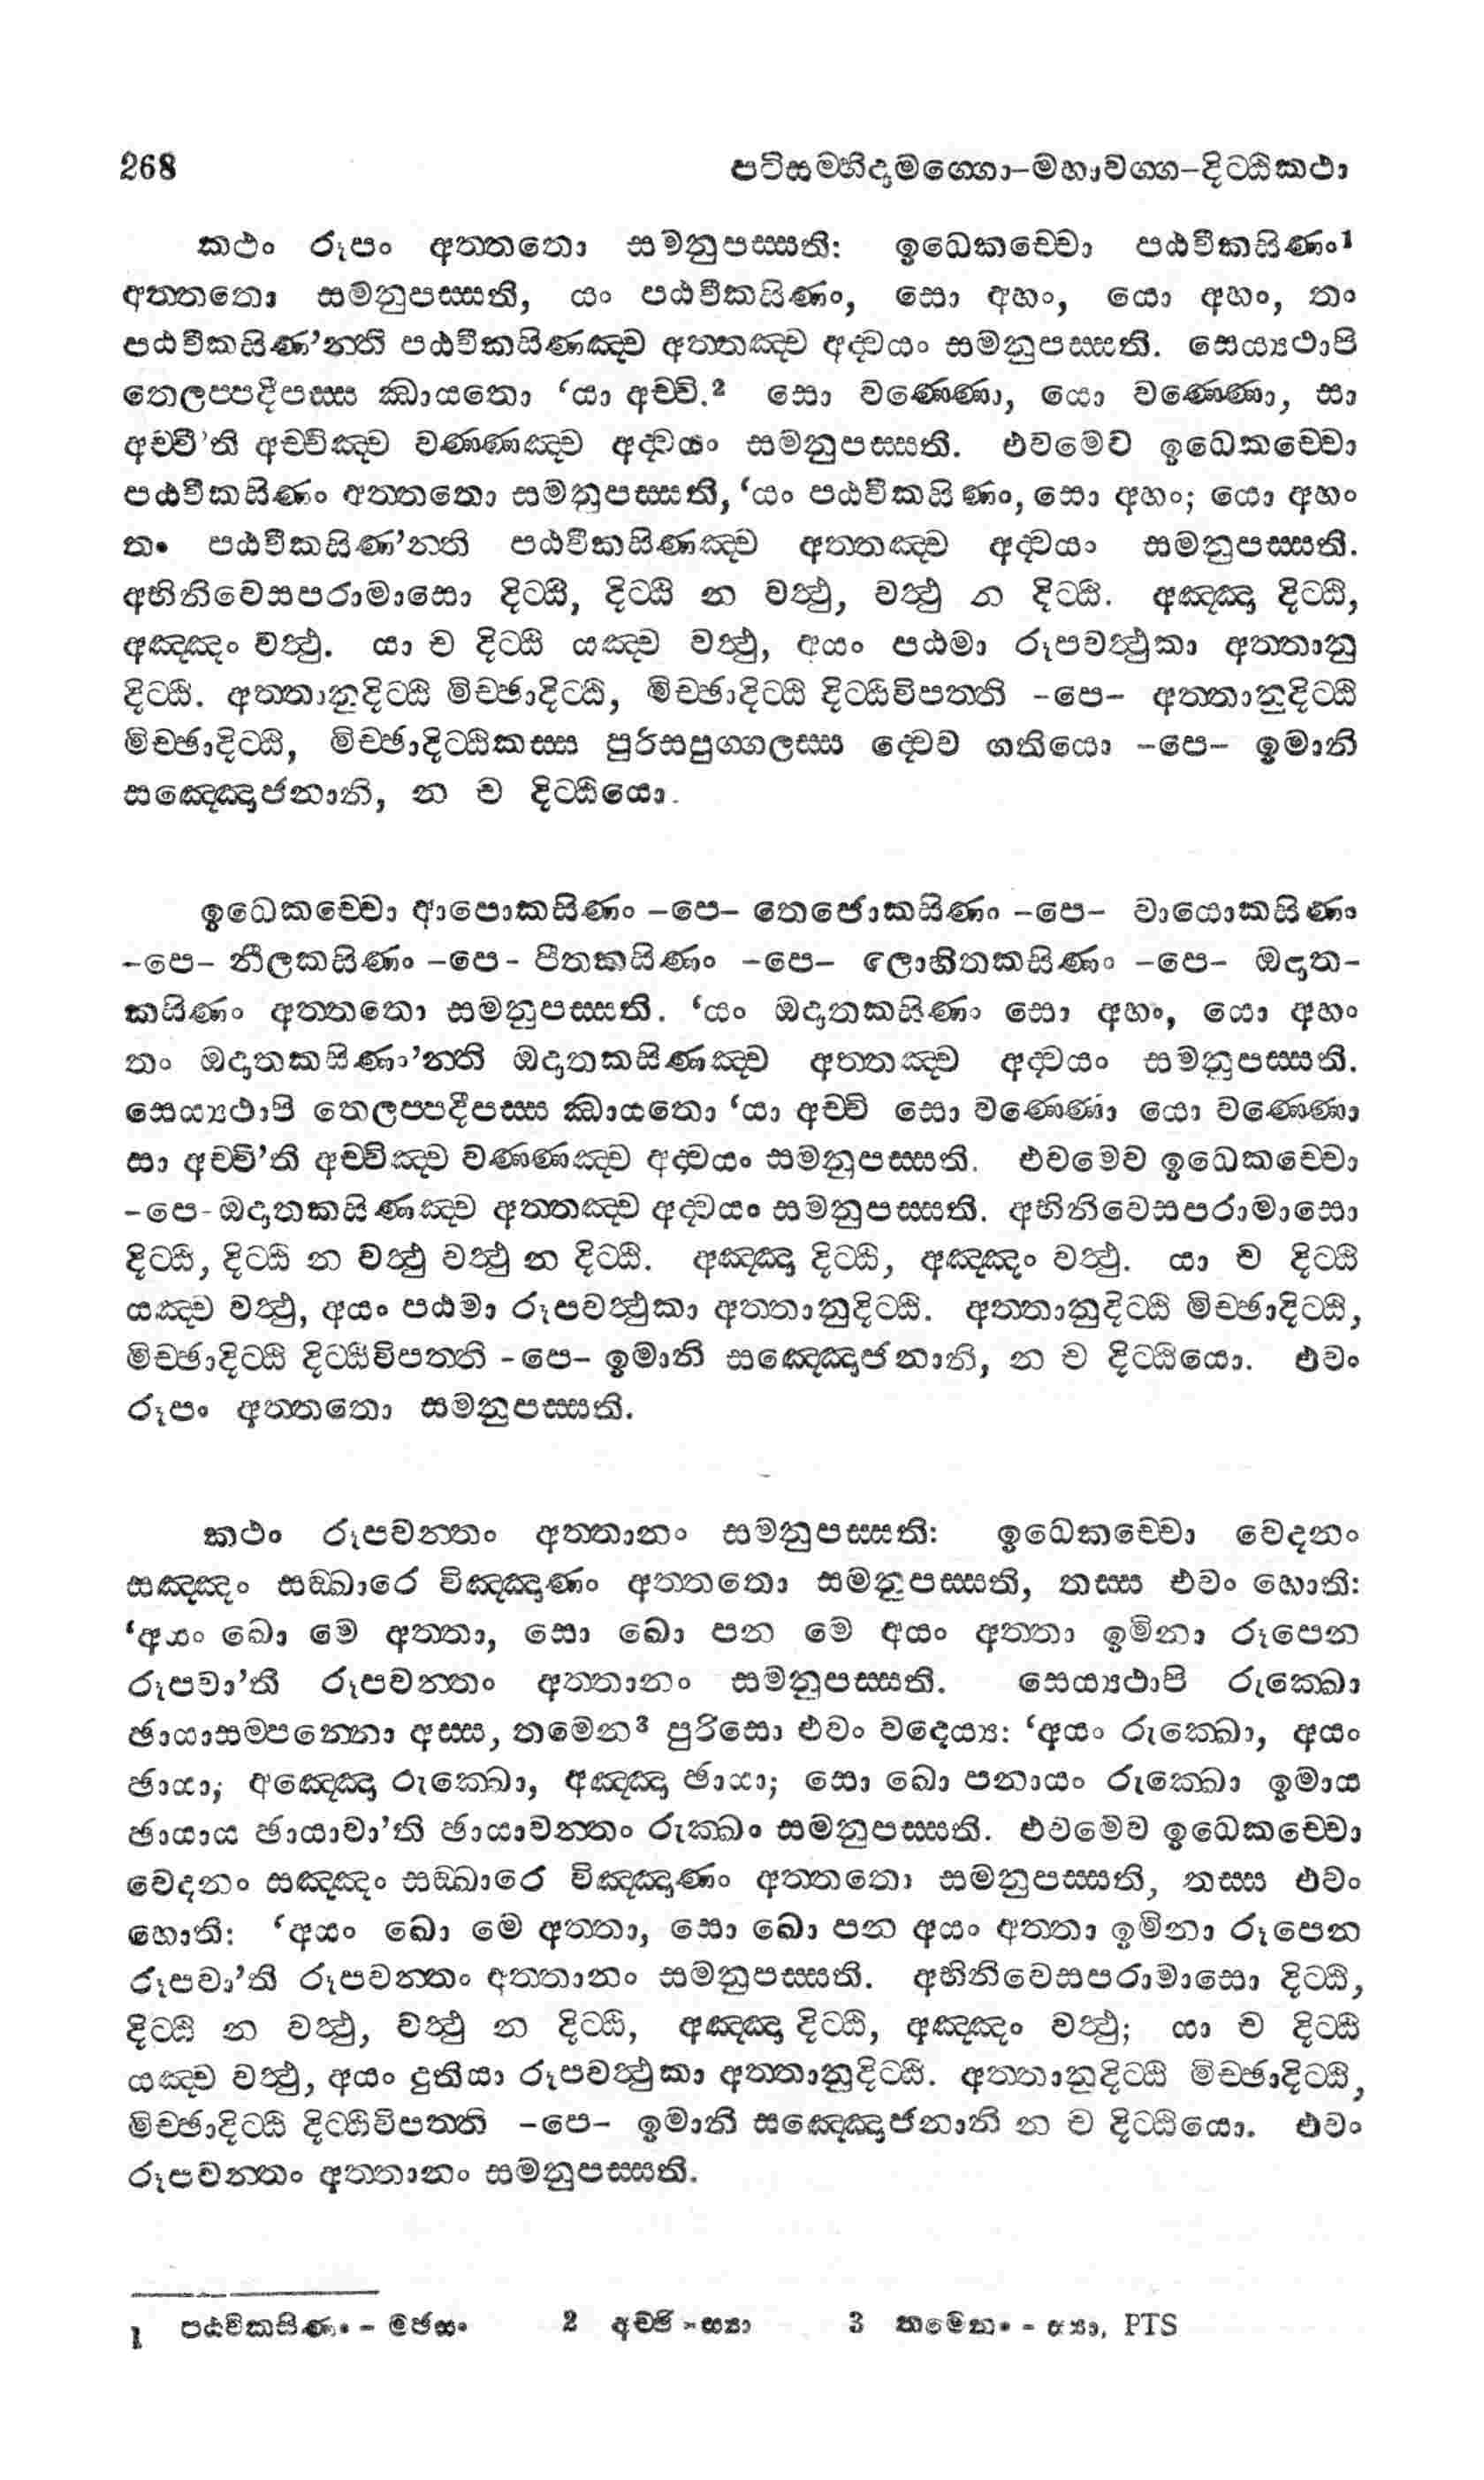 268 පටිසම්භිදාමග්ගො–මහාවග්ග–දිට්ඨිකථා
කථං රූපං අත්තතො සමනුපස්සති: ඉධෙකච්චො පඨවීකසිණං¹
අත්තතො සමනුපස්සති, යං පඨවීකසිණං, සො අහං, යො අහං, තං
පඨවීකසිණ’න්ති පඨවීකසිණඤ්ච අත්තඤ්ච අද්වයං සමනුපස්සති. සෙය්‍යථාපි
තෙලප්පදීපස්ස ඣායතො ‘යා අච්චි.² සො වණ්ණො, යො වණ්ණො, සා
අච්චී’ති අච්චිඤ්ච වණ්ණඤ්ච අද්වයං සමනුපස්සති. එවමෙව ඉධෙකච්චො
පඨවීකසිණං අත්තතො සමනුපස්සති, ‘යං පඨවීකසිණං, සො අහං; යො අහං
තං පඨවීකසිණ’න්ති පඨවීකසිණඤ්ච අත්තඤ්ච අද්වයං සමනුපස්සති.
අභිනිවෙසපරාමාසො දිට්ඨි, දිට්ඨි න වත්ථු, වත්ථු න දිට්ඨි. අඤ්ඤා දිට්ඨි,
අඤ්ඤං වත්ථු. යා ච දිට්ඨි යඤ්ච වත්ථු, අයං පඨමා රූපවත්ථුකා අත්තානු
දිට්ඨි. අත්තානුදිට්ඨි මිච්ඡාදිට්ඨි, මිච්ඡාදිට්ඨි දිට්ඨිවිපත්ති –පෙ– අත්තානුදිට්ඨි
මිච්ඡාදිට්ඨි, මිච්ඡාදිට්ඨිකස්ස පුරිසපුග්ගලස්ස ද්වෙව ගතියො –පෙ– ඉමානි
සඤ්ඤොජනානි, න ච දිට්ඨියො.
ඉධෙකච්චො ආපොකසිණං –පෙ– තෙජොකසිණං –පෙ– වායොකසිණං
–පෙ– නීලකසිණං –පෙ- පීතකසිණං –පෙ– ලොහිතකසිණං –පෙ– ඔදාත-
කසිණං අත්තතො සමනුපස්සති. ‘යං ඔදාතකසිණං සො අහං, යො අහං
තං ඔදාතකසිණං’න්ති ඔදාතකසිණඤ්ච අත්තඤ්ච අද්වයං සමනුපස්සති.
සෙය්‍යථාපි තෙලප්පදීපස්ස ඣායතො ‘යා අච්චි සො වණ්ණො යො වණ්ණො
සා අච්චි’ති අච්චිඤ්ච වණ්ණඤ්ච අද්වයං සමනුපස්සති. එවමෙව ඉධෙකච්චො
–පෙ-ඔදාතකසිණඤ්ච අත්තඤ්ච අද්වයං සමනුපස්සති. අභිනිවෙසපරාමාසො
දිට්ඨි, දිට්ඨි න වත්ථු වත්ථු න දිට්ඨි. අඤ්ඤා දිට්ඨි, අඤ්ඤං වත්ථු. යා ච දිට්ඨි
යඤ්ච වත්ථු, අයං පඨමා රූපවත්ථුකා අත්තානුදිට්ඨි. අත්තානුදිට්ඨි මිච්ඡාදිට්ඨි,
මිච්ඡාදිට්ඨි දිට්ඨිවිපත්ති -පෙ– ඉමානි සඤ්ඤොජනානි, න ච දිට්ඨියො. එවං
රූපං අත්තතො සමනුපස්සති.
කථං රූපවන්තං අත්තානං සමනුපස්සති: ඉධෙකච්චො වෙදනං
සඤ්ඤං සඞ්ඛාරෙ විඤ්ඤාණං අත්තතො සමනුපස්සති, තස්ස එවං හොති:
‘අයං ඛො මෙ අත්තා, සො ඛො පන මෙ අයං අත්තා ඉමිනා රූපෙන
රූපවා’ති රූපවන්තං අත්තානං සමනුපස්සති. සෙය්‍යථාපි රුක්ඛො
ඡායාසම්පන්නො අස්ස, තමෙන³ පුරිසො එවං වදෙය්‍ය: ‘අයං රුක්ඛො, අයං
ඡායා; අඤ්ඤො රුක්ඛො, අඤ්ඤා ඡායා; සො ඛො පනායං රුක්ඛො ඉමාය
ඡායාය ඡායාවා’ති ඡායාවන්තං රුක්ඛං සමනුපස්සති. එවමෙව ඉධෙකච්චො
වෙදනං සඤ්ඤං සඞ්ඛාරෙ විඤ්ඤාණං අත්තතො සමනුපස්සති, තස්ස එවං
හොති: ‘අයං ඛො මෙ අත්තා, සො ඛො පන අයං අත්තා ඉමිනා රූපෙන
රූපවා’ති රූපවන්තං අත්තානං සමනුපස්සති. අභිනිවෙසපරාමාසො දිට්ඨි,
දිට්ඨි න වත්ථු, වත්ථු න දිට්ඨි, අඤ්ඤා දිට්ඨි, අඤ්ඤං වත්ථු; යා ච දිට්ඨි
යඤ්ච වත්ථු, අයං දුතියා රූපවත්ථුකා අත්තානුදිට්ඨි. අත්තානුදිට්ඨි මිච්ඡාදිට්ඨි,
මිච්ඡාදිට්ඨි දිට්ඨිවිපත්ති –පෙ– ඉමානි සඤ්ඤොජනානි න ච දිට්ඨියො. එවං
රූපවන්තං අත්තානං සමනුපස්සති.
1 පඨවිකසිණං – මඡසං 2 අච්ඡි - ස්‍යා 3 තමෙනං - ස්‍යා, PTS